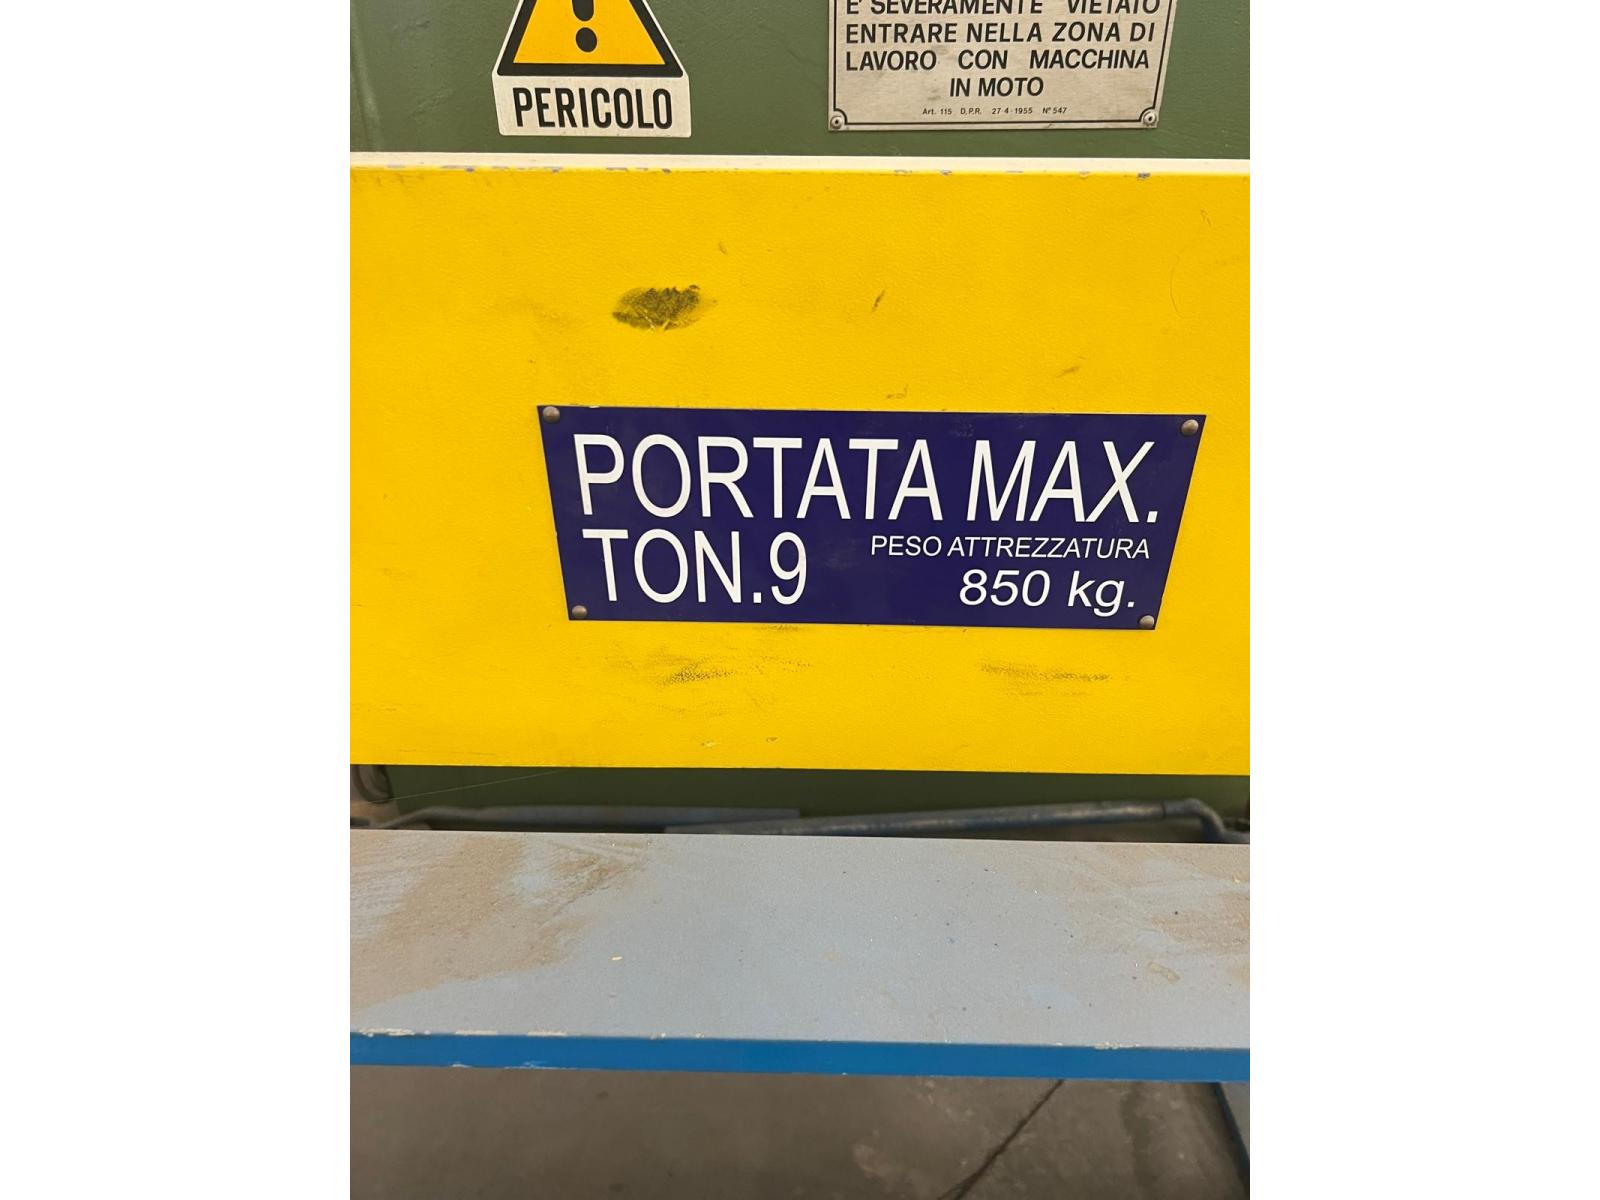 PERICOLO
E' SEVERAMENTE VIETATO
ENTRARE NELLA ZONA DI
LAVORO CON MACCHINA
IN MOTO
Art. 115 D.P.R. 27-4-1955 N° 547
PORTATA MAX.
TON.9
PESO ATTREZZATURA
850 kg.